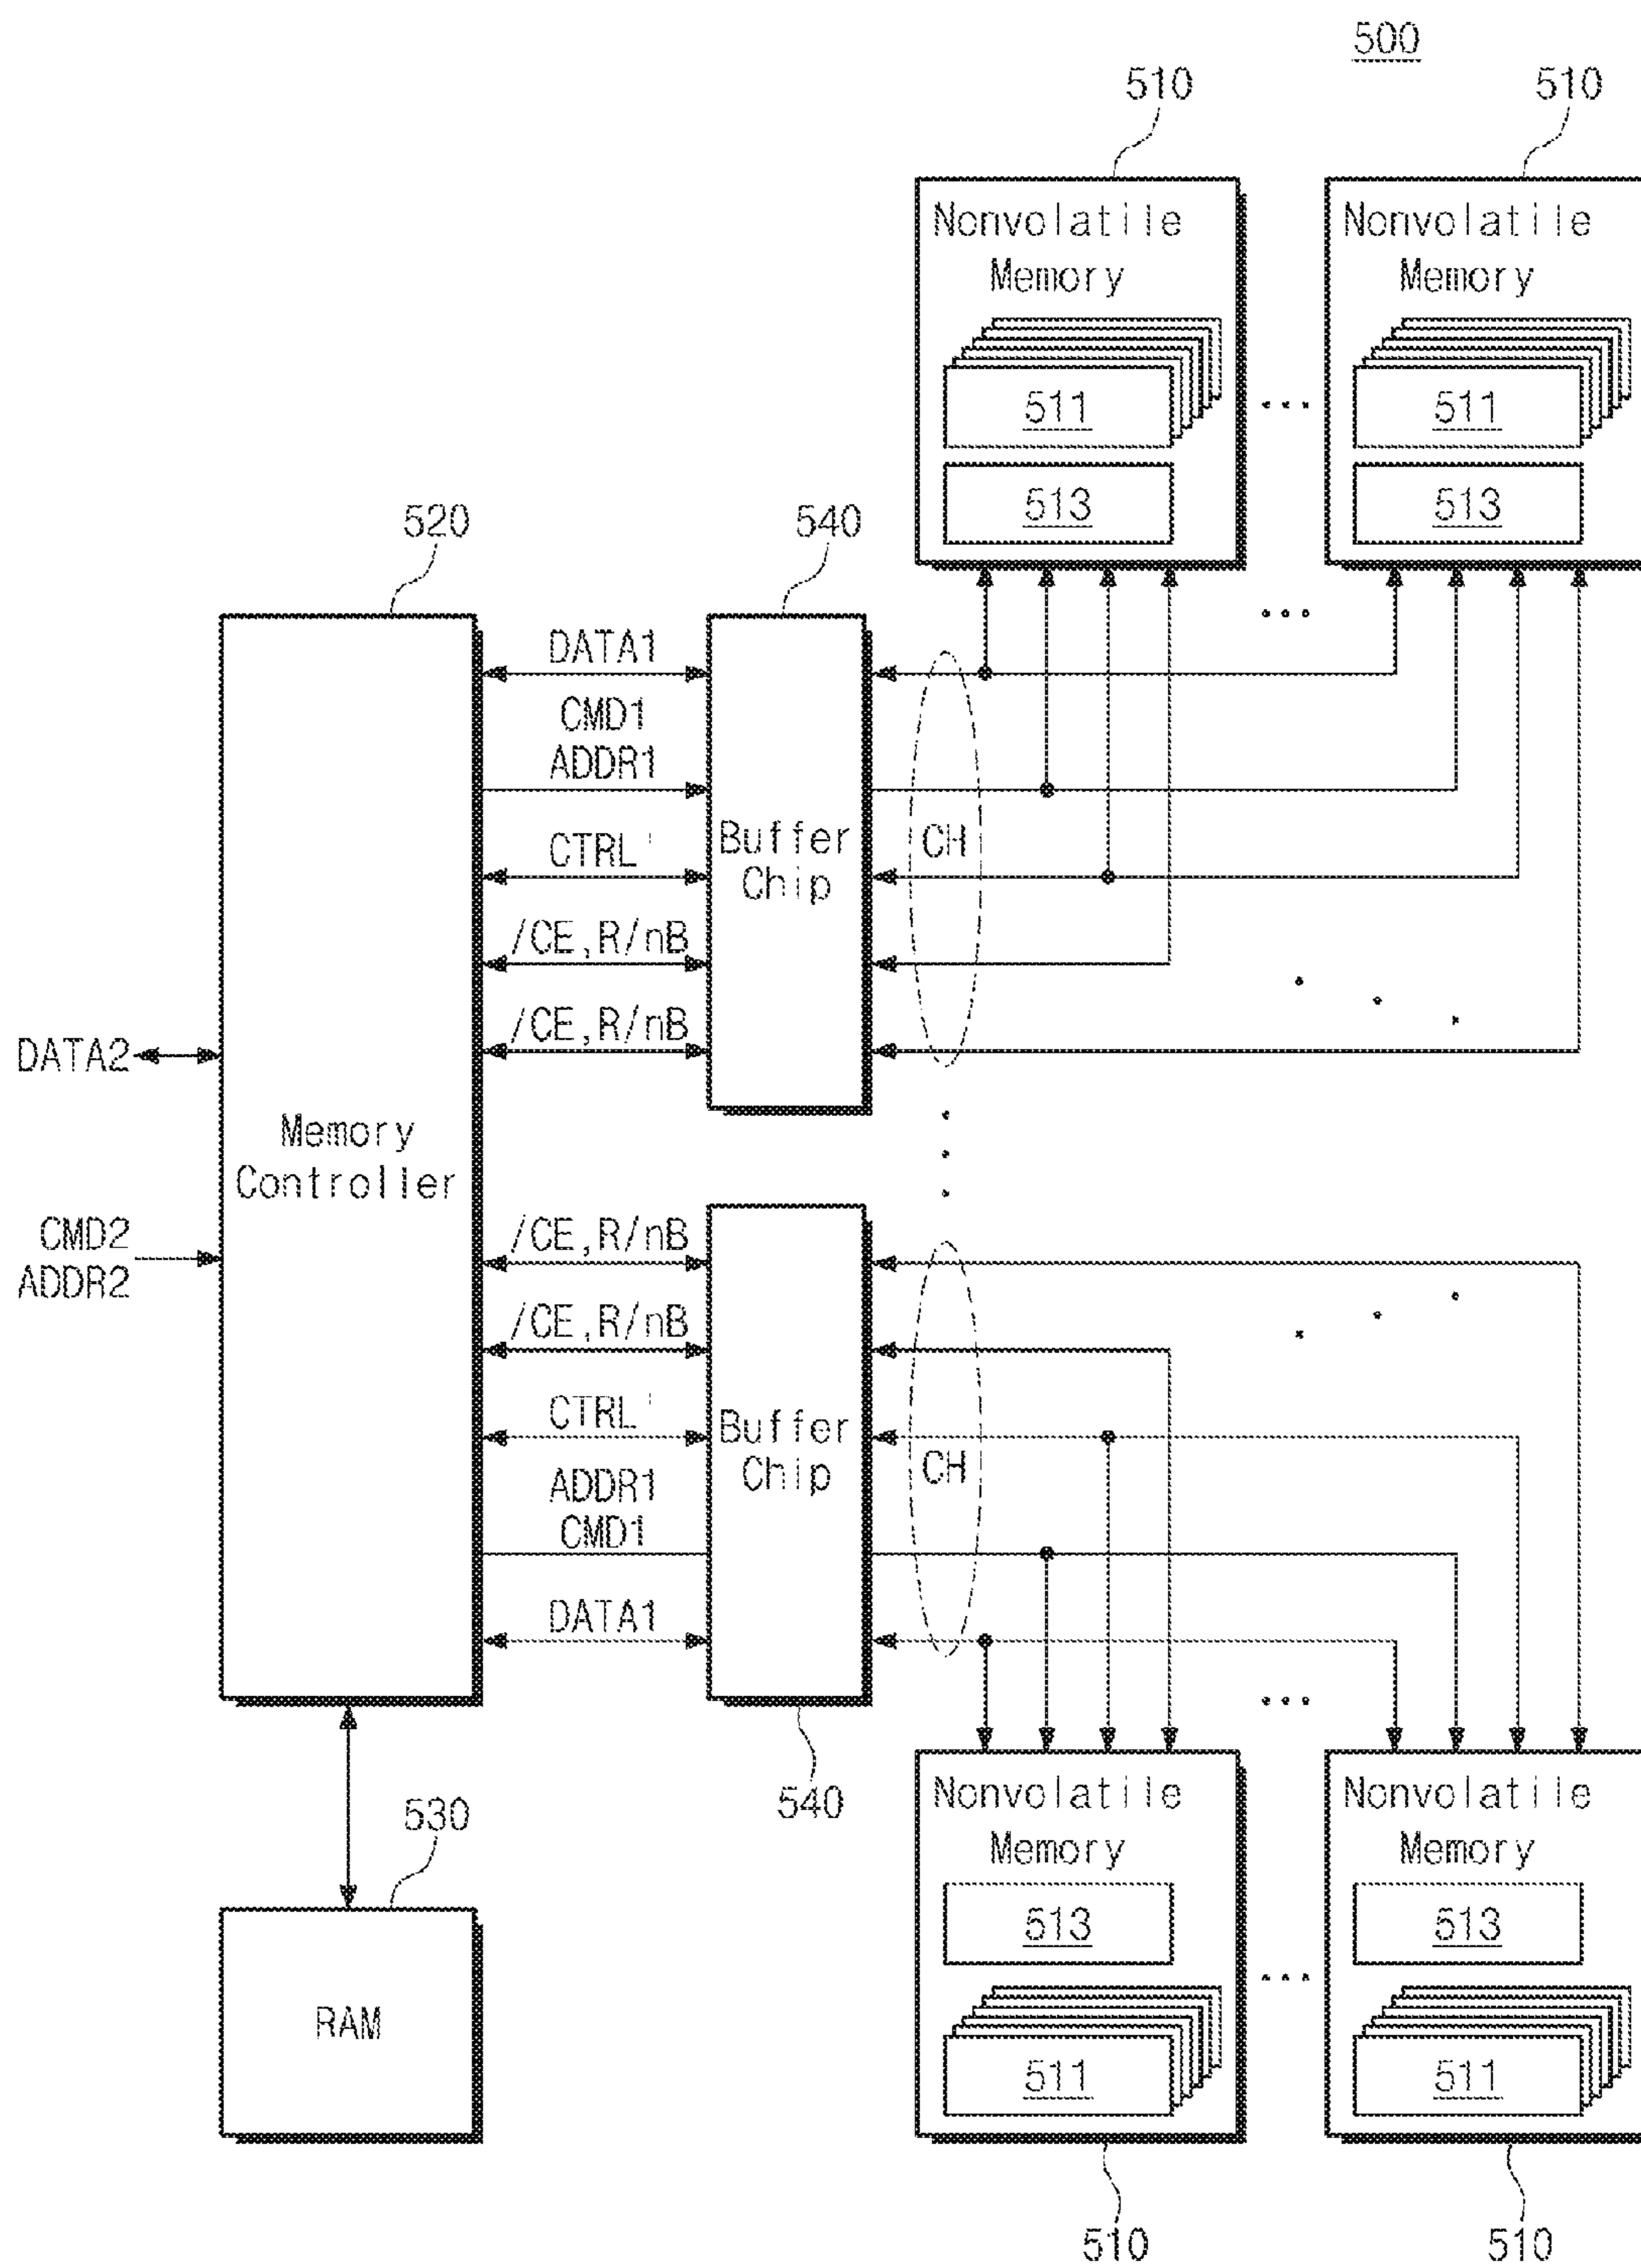 500
510
510
Nonvolatile
Memory
511
513
Nonvolatile
Memory
511
513
520
540
DATA1
CMD1
ADDR1
CTRL'
/CE,R/nB
/CE,R/nB
Buffer
Chip
CH
DATA2
CMD2
ADDR2
Memory
Controller
/CE,R/nB
/CE,R/nB
CTRL'
ADDR1
CMD1
DATA1
Buffer
Chip
CH
540
530
RAM
Nonvolatile
Memory
513
511
Nonvolatile
Memory
513
511
510
510